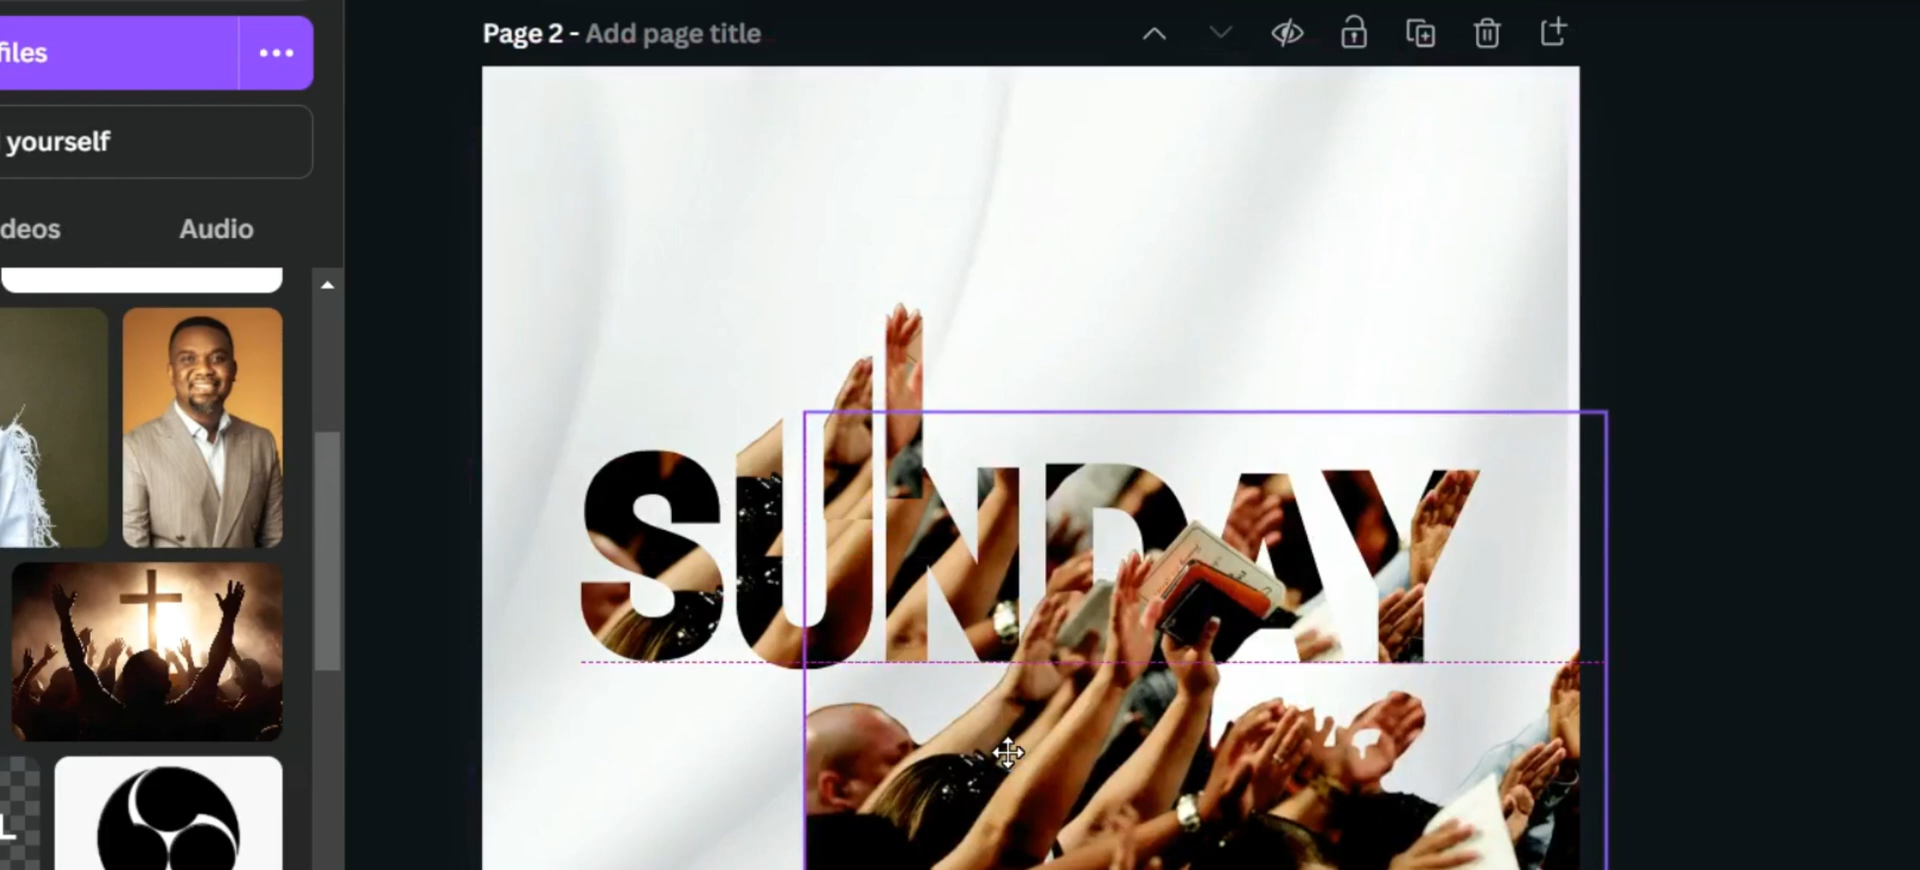 files
Page 2 - Add page title
yourself
deos
Audio
SUNDAY
L